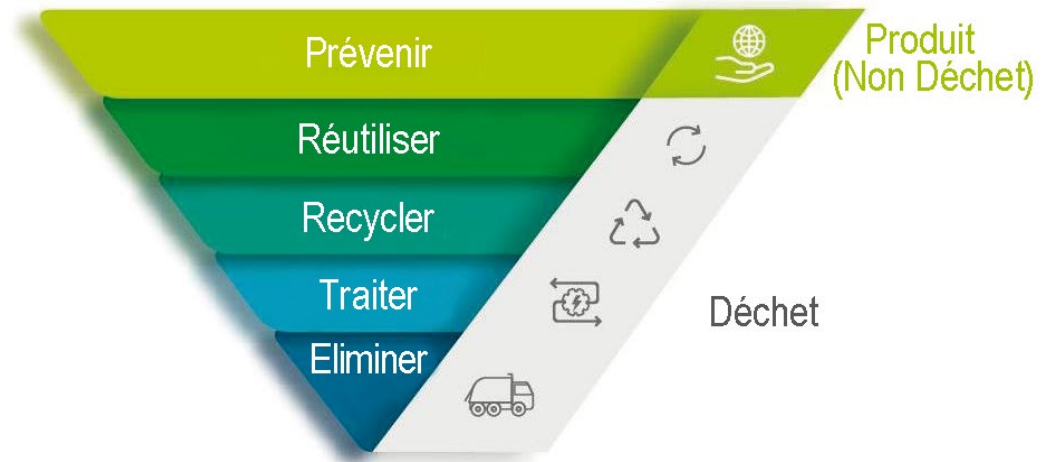 Prévenir
Produit
(Non Déchet)
Réutiliser
Recycler
Traiter
Déchet
Eliminer